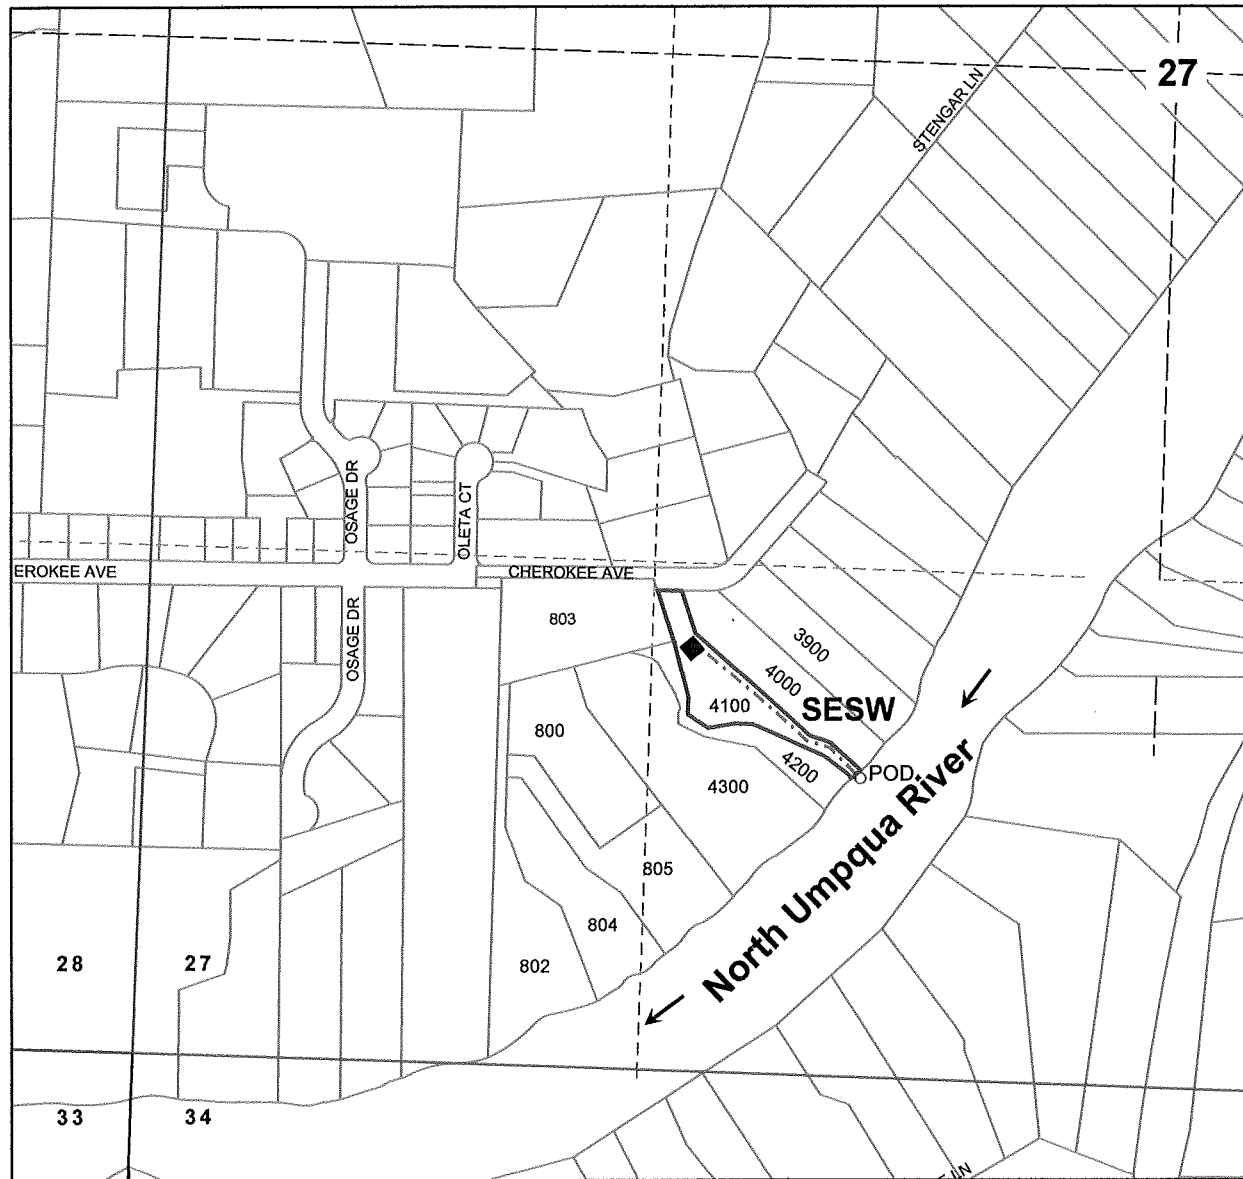 27
STENGAR LN
OSAGE DR
OLETA CT
EROKEE AVE
CHEROKEE AVE
803
OSAGE DR
3900
4000
4100
SESW
800
4200
POD
4300
North Umpqua River
805
804
802
28
27
33
34
LN